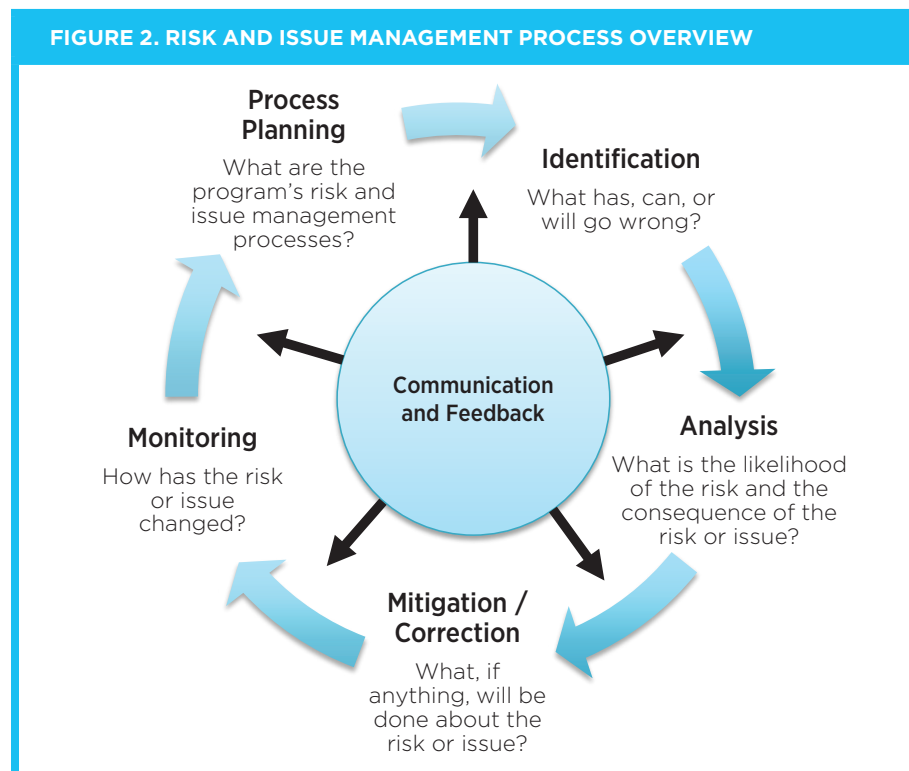 FIGURE 2. RISK AND ISSUE MANAGEMENT PROCESS OVERVIEW
Process
Planning
What are the
program’s risk and
issue management
processes?
Identification
What has, can, or
will go wrong?
Analysis
What is the likelihood
of the risk and the
consequence of the
risk or issue?
Mitigation /
Correction
What, if
anything, will be
done about the
risk or issue?
Monitoring
How has the risk
or issue
changed?
Communication
and Feedback